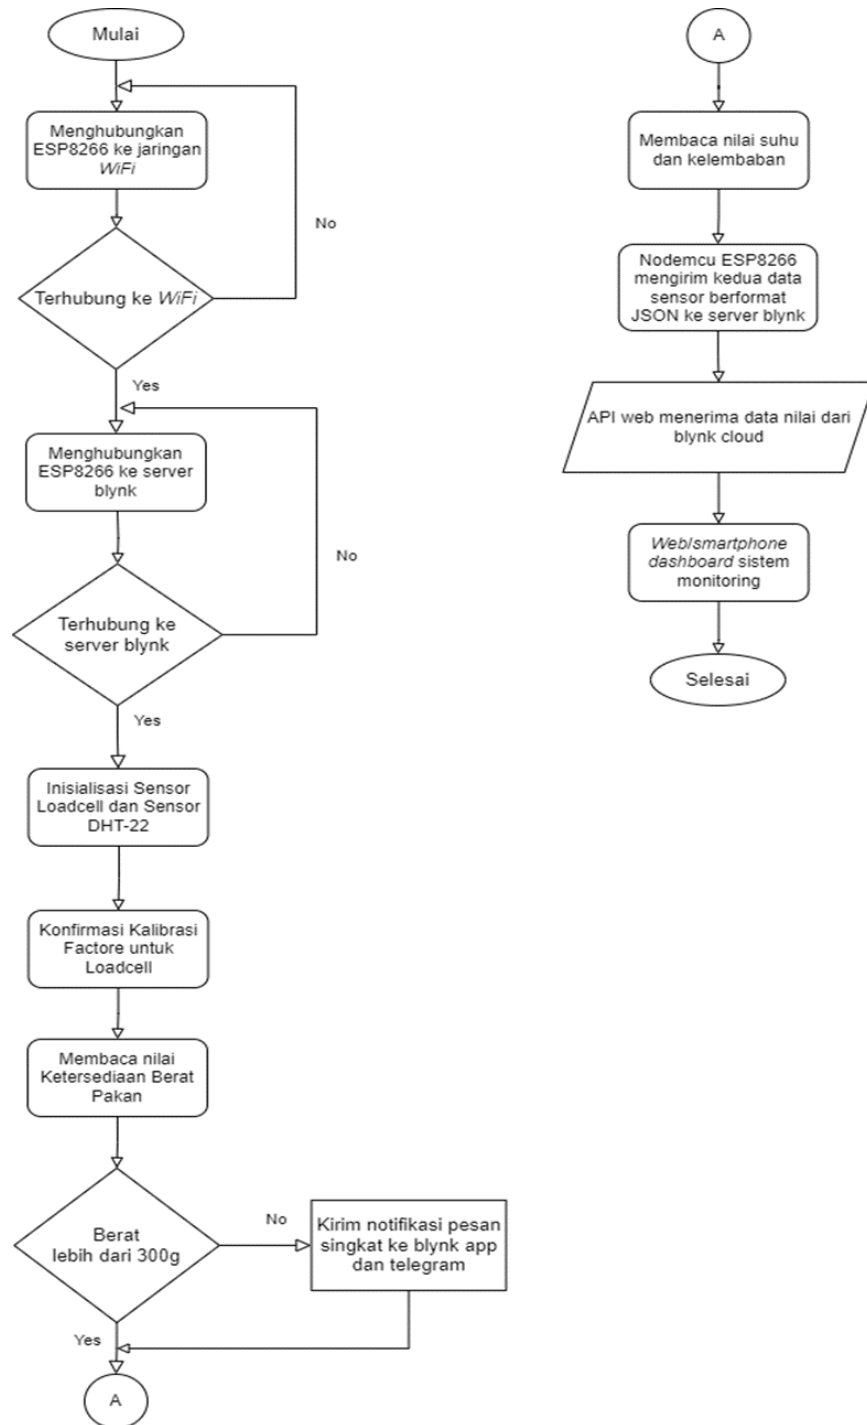 Mulai
Menghubungkan
ESP8266 ke jaringan
WiFi
No
Terhubung ke WiFi
Yes
Menghubungkan
ESP8266 ke server
blynk
No
Terhubung ke
server blynk
Yes
Inisialisasi Sensor
Loadcell dan Sensor
DHT-22
Konfirmasi Kalibrasi
Factore untuk
Loadcell
Membaca nilai
Ketersediaan Berat
Pakan
Berat
lebih dari 300g
No
Kirim notifikasi pesan
singkat ke blynk app
dan telegram
Yes
A
A
Membaca nilai suhu
dan kelembaban
Nodemcu ESP8266
mengirim kedua data
sensor berformat
JSON ke server blynk
API web menerima data nilai dari
blynk cloud
Web/smartphone
dashboard sistem
monitoring
Selesai